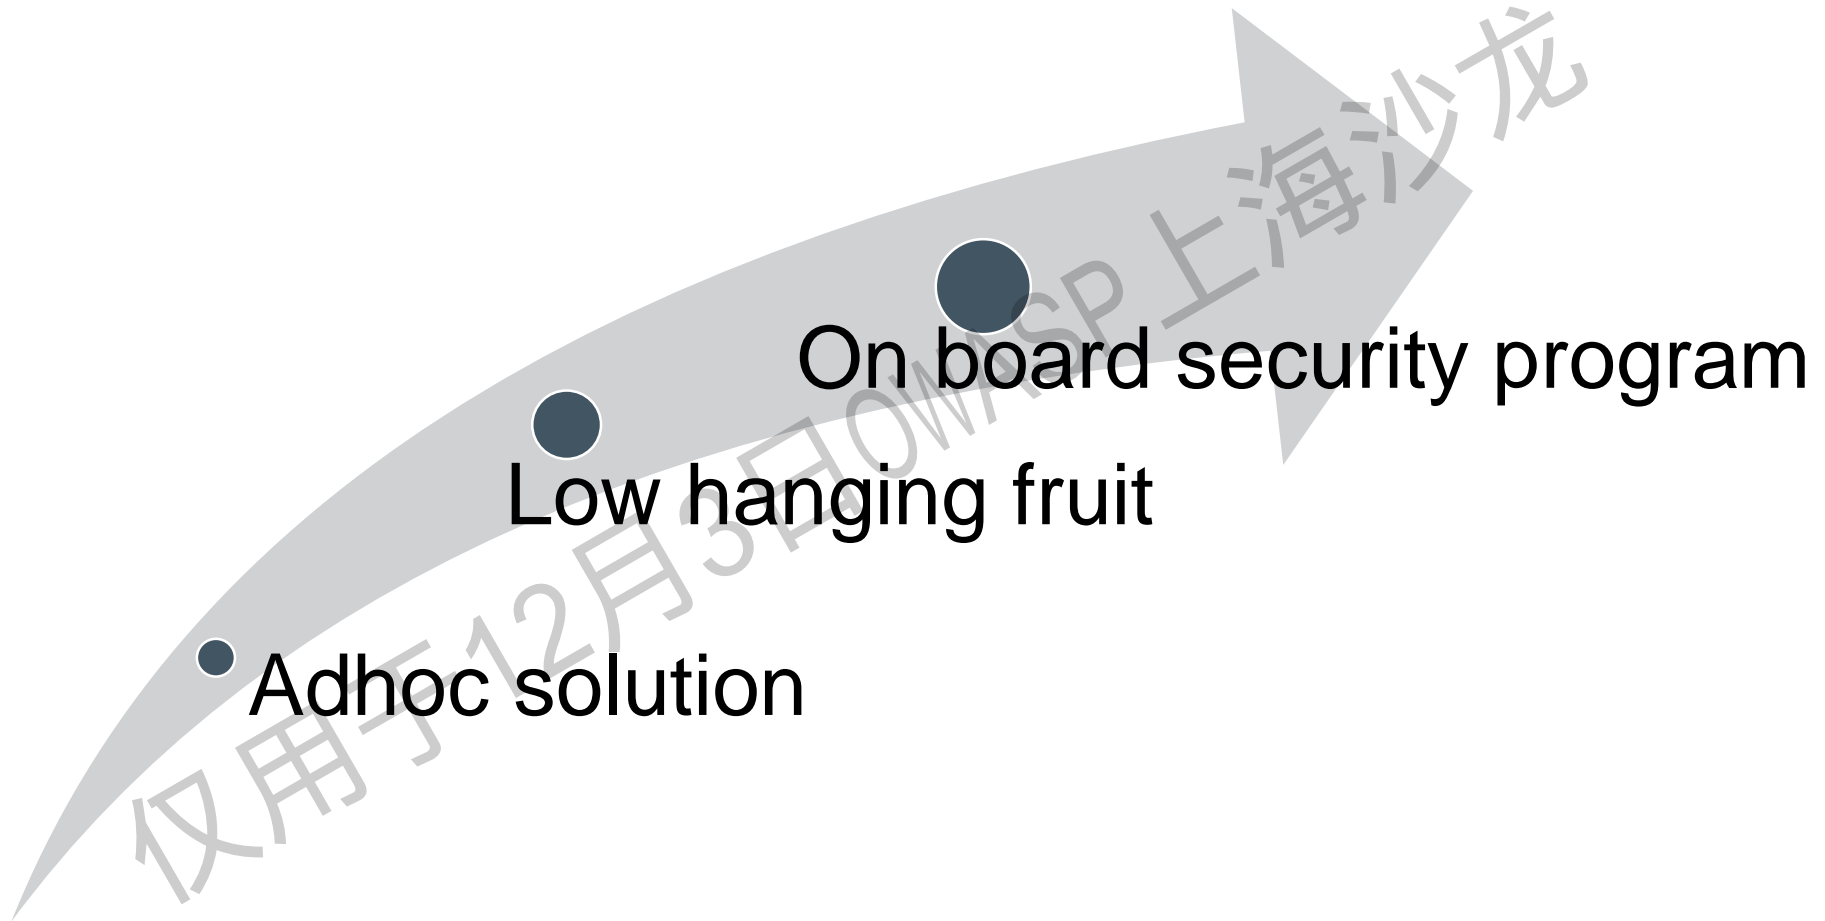 On board security program
Low hanging fruit
Adhoc solution
仅用于12月3日OWASP上海沙龙